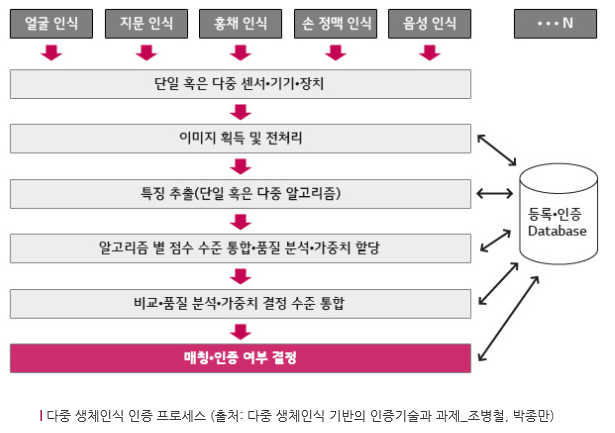 얼굴 인식 지문 인식 홍채 인식 손 정맥 인식 음성 인식 •••N
단일 혹은 다중 센서•기기•장치
이미지 획득 및 전처리
특징 추출(단일 혹은 다중 알고리즘)
등록•인증
Database
알고리즘 별 점수 수준 통합•품질 분석•가중치 할당
비교•품질 분석•가중치 결정 수준 통합
매칭•인증 여부 결정
다중 생체인식 인증 프로세스 (출처: 다중 생체인식 기반의 인증기술과 과제_조병철, 박종만)